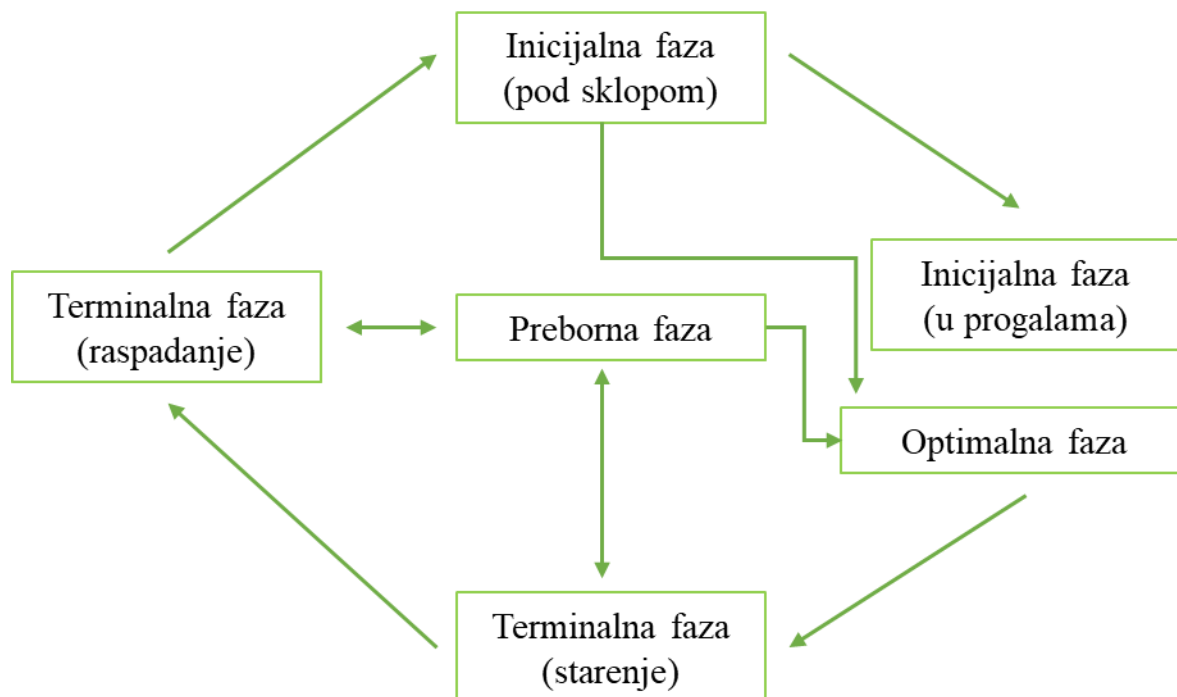 Inicijalna faza
(pod sklopom)
Inicijalna faza
(u progalama)
Terminalna faza
(raspadanje)
Preborna faza
Optimalna faza
Terminalna faza
(starenje)